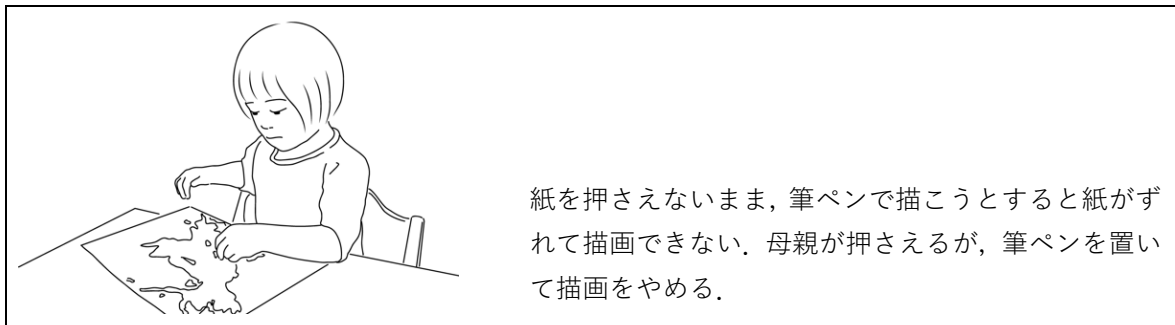 紙を押さえないまま，筆ペンで描こうとすると紙がず
れて描画できない．母親が押さえるが，筆ペンを置い
て描画をやめる．